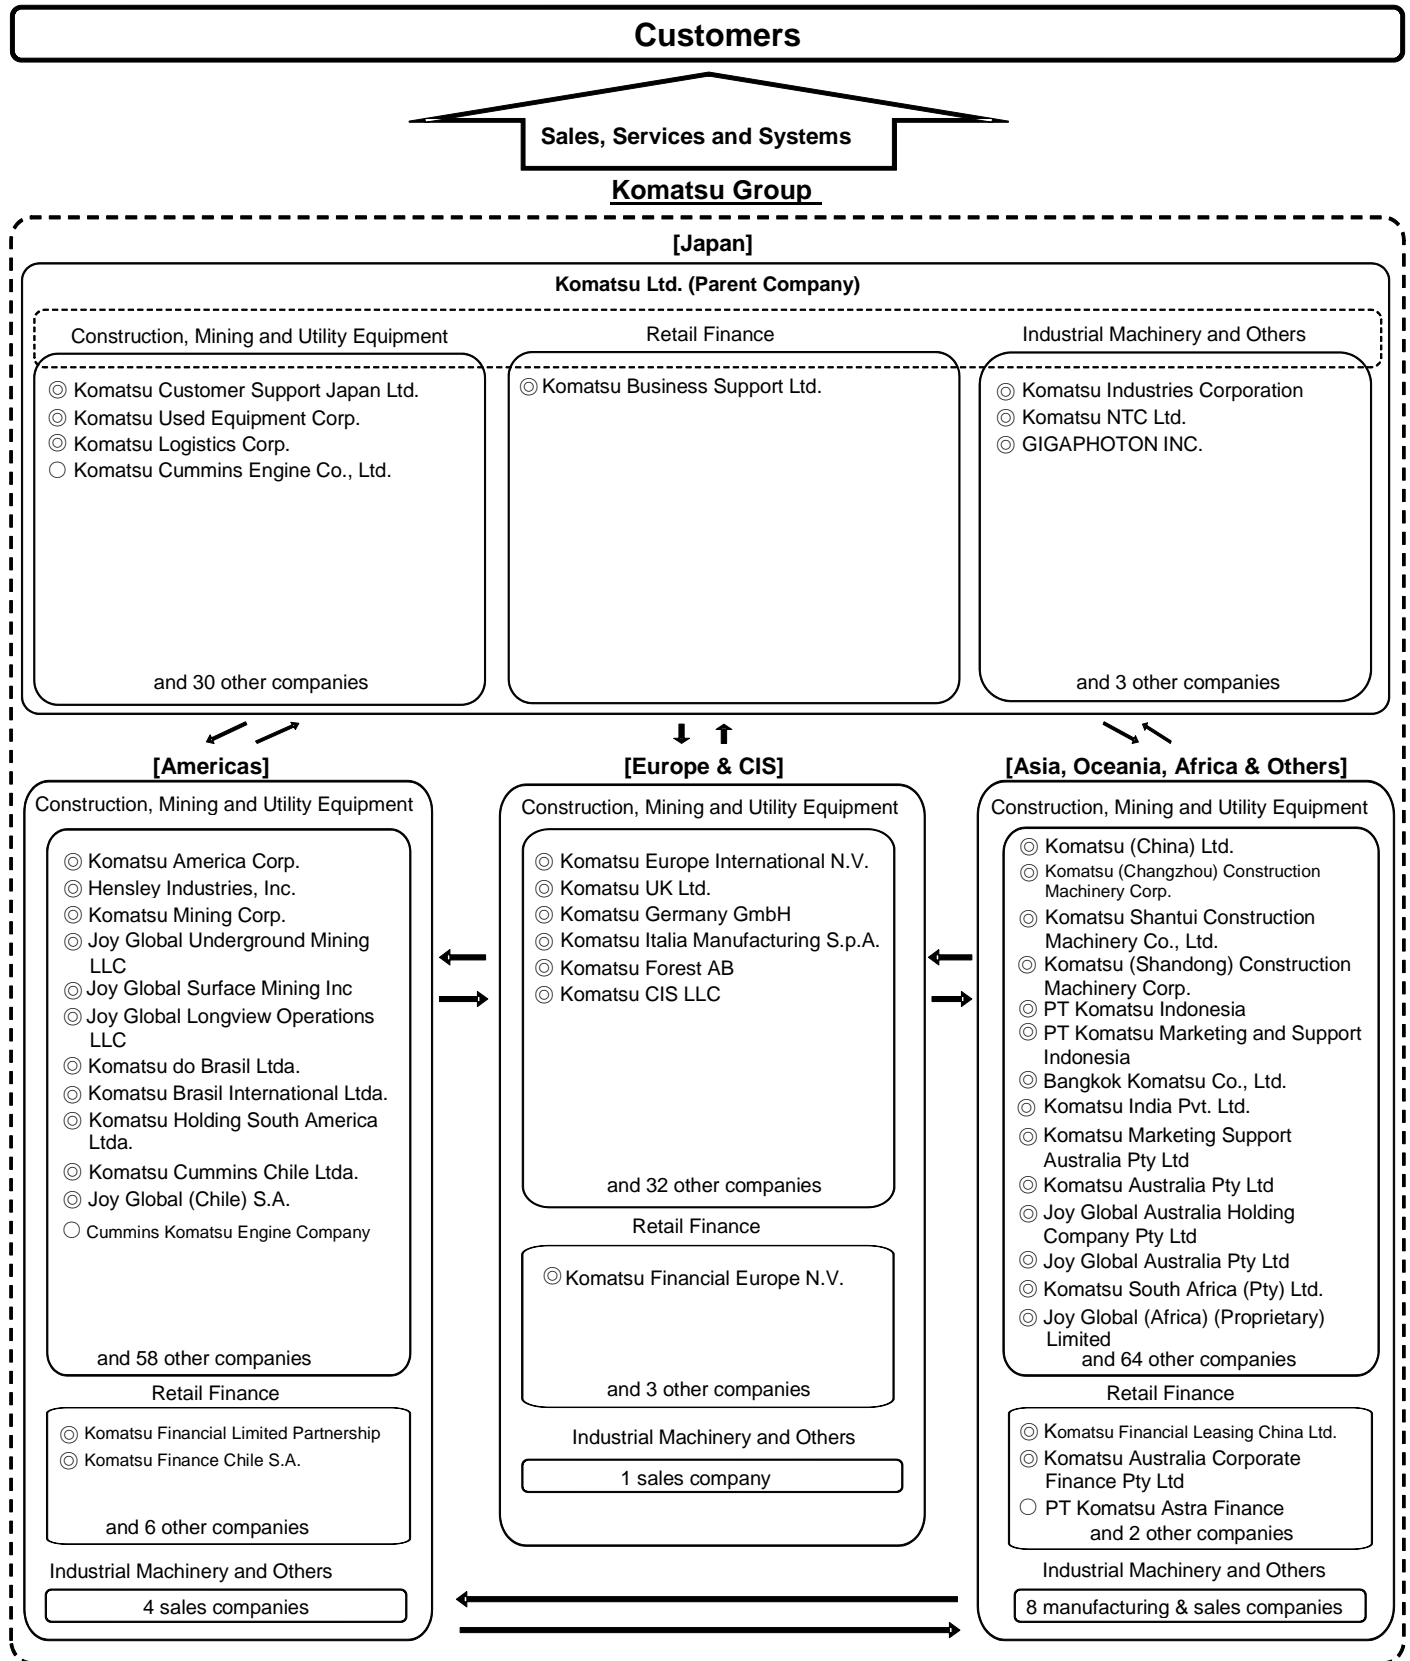 Customers
Sales, Services and Systems
Komatsu Group
[Japan]
Komatsu Ltd. (Parent Company)
Construction, Mining and Utility Equipment
◎ Komatsu Customer Support Japan Ltd.
◎ Komatsu Used Equipment Corp.
◎ Komatsu Logistics Corp.
○ Komatsu Cummins Engine Co., Ltd.
and 30 other companies
Retail Finance
◎ Komatsu Business Support Ltd.
Industrial Machinery and Others
◎ Komatsu Industries Corporation
◎ Komatsu NTC Ltd.
◎ GIGAPHOTON INC.
and 3 other companies
[Americas]
Construction, Mining and Utility Equipment
◎ Komatsu America Corp.
◎ Hensley Industries, Inc.
◎ Komatsu Mining Corp.
◎ Joy Global Underground Mining
LLC
◎ Joy Global Surface Mining Inc
◎ Joy Global Longview Operations
LLC
◎ Komatsu do Brasil Ltda.
◎ Komatsu Brasil International Ltda.
◎ Komatsu Holding South America
Ltda.
◎ Komatsu Cummins Chile Ltda.
◎ Joy Global (Chile) S.A.
○ Cummins Komatsu Engine Company
and 58 other companies
Retail Finance
◎ Komatsu Financial Limited Partnership
◎ Komatsu Finance Chile S.A.
and 6 other companies
Industrial Machinery and Others
4 sales companies
[Europe & CIS]
Construction, Mining and Utility Equipment
◎ Komatsu Europe International N.V.
◎ Komatsu UK Ltd.
◎ Komatsu Germany GmbH
◎ Komatsu Italia Manufacturing S.p.A.
◎ Komatsu Forest AB
◎ Komatsu CIS LLC
and 32 other companies
Retail Finance
◎ Komatsu Financial Europe N.V.
and 3 other companies
Industrial Machinery and Others
1 sales company
[Asia, Oceania, Africa & Others]
Construction, Mining and Utility Equipment
◎ Komatsu (China) Ltd.
◎ Komatsu (Changzhou) Construction
Machinery Corp.
◎ Komatsu Shantui Construction
Machinery Co., Ltd.
◎ Komatsu (Shandong) Construction
Machinery Corp.
◎ PT Komatsu Indonesia
◎ PT Komatsu Marketing and Support
Indonesia
◎ Bangkok Komatsu Co., Ltd.
◎ Komatsu India Pvt. Ltd.
◎ Komatsu Marketing Support
Australia Pty Ltd
◎ Komatsu Australia Pty Ltd
◎ Joy Global Australia Holding
Company Pty Ltd
◎ Joy Global Australia Pty Ltd
◎ Komatsu South Africa (Pty) Ltd.
◎ Joy Global (Africa) (Proprietary)
Limited
and 64 other companies
Retail Finance
◎ Komatsu Financial Leasing China Ltd.
◎ Komatsu Australia Corporate
Finance Pty Ltd
○ PT Komatsu Astra Finance
and 2 other companies
Industrial Machinery and Others
8 manufacturing & sales companies